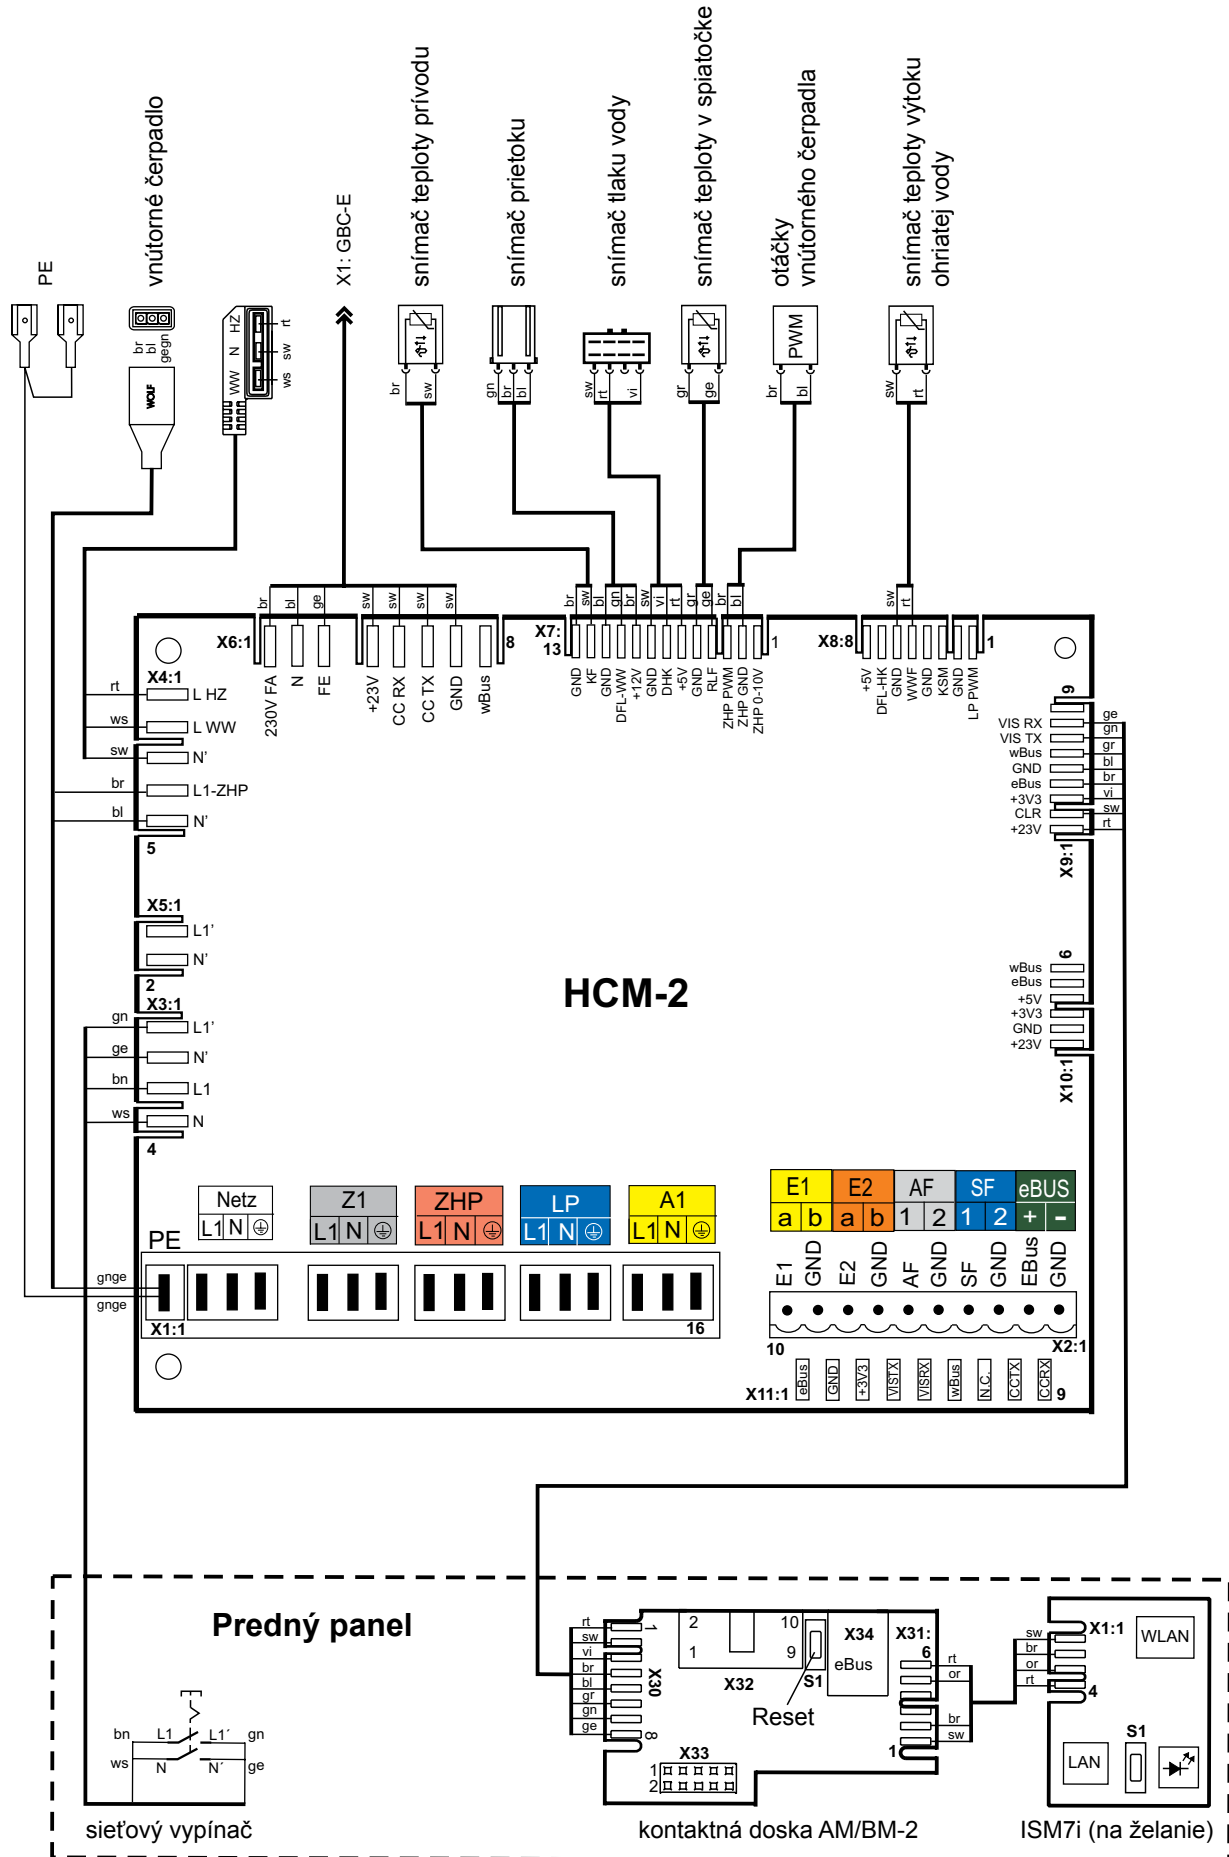 PE
vnútorné čerpadlo
br
bl
gegn
WOLF
WW N HZ
rt
sw
ws
X1: GBC-E
snímač teploty prívodu
br
sw
snímač prietoku
gn
br
bl
snímač tlaku vody
sw
rt
vi
snímač teploty v spiatočke
gr
ge
otáčky
vnútorného čerpadla
PWM
br
bl
snímač teploty výtoku
ohriatej vody
sw
rt
X6:1
br
bl
ge
sw
sw
sw
sw
8
230V FA
N
FE
+23V
CC RX
CC TX
GND
wBus
X7:
13
br
sw
bl
gn
br
sw
vi
rt
gr
ge
br
bl
1
GND
KF
GND
DFL-WW
+12V
GND
DHK
+5V
GND
RLF
ZHP PWM
ZHP GND
ZHP 0-10V
X8:8
sw
rt
1
+5V
DFL-HK
GND
WWF
GND
KSM
GND
LP PWM
X4:1
rt L HZ
ws L WW
sw N'
br L1-ZHP
bl N'
5
X5:1
L1'
N'
2
X3:1
gn L1'
ge N'
bn L1
ws N
4
9
VIS RX ge
VIS TX gn
wBus gr
GND bl
eBus br
+3V3 vi
CLR sw
+23V rt
X9:1
6
wBus
eBus
+5V
+3V3
GND
+23V
X10:1
HCM-2
PE
Netz
L1 N
Z1
L1 N
ZHP
L1 N
LP
L1 N
A1
L1 N
gnge
gnge
X1:1
16
E1 E2 AF SF eBUS
a b a b 1 2 1 2 + -
E1
GND
E2
GND
AF
GND
SF
GND
EBus
GND
10
X2:1
X11:1
eBus
GND
+3V3
VISTX
VISRX
wBus
N.C.
CCTX
CCRX
9
Predný panel
bn L1 L1´ gn
ws N N´ ge
sieťový vypínač
rt
sw
vi
br
bl
gr
gn
ge
1
X30
8
2 10
1 9
X32
S1
Reset
X34
eBus
X31:
6
rt
or
br
sw
1
X33
1
2
kontaktná doska AM/BM-2
sw
br
or
rt
X1:1
4
WLAN
S1
LAN
ISM7i (na želanie)